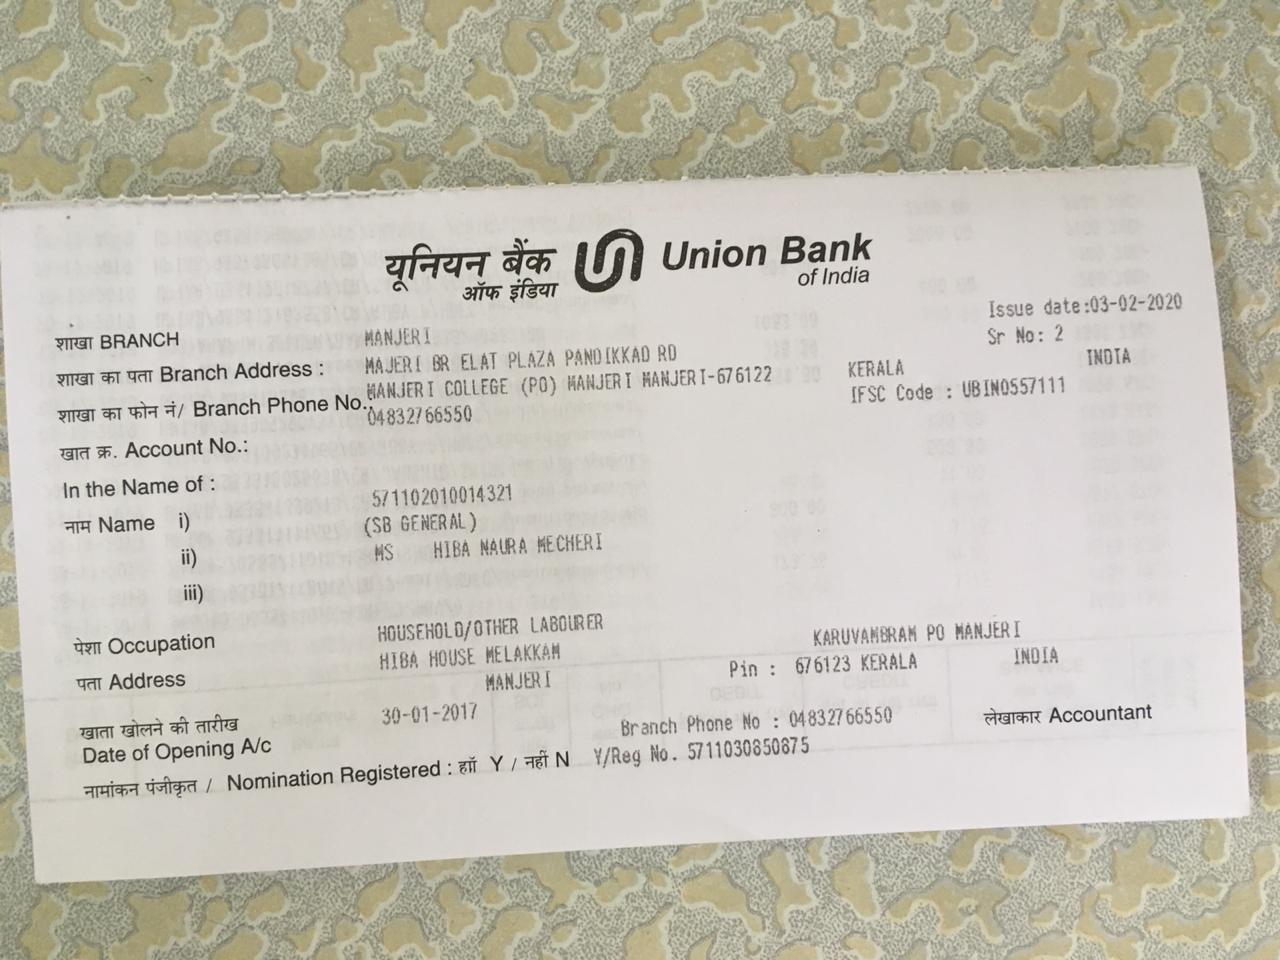 यूनियन बैंक Union Bank
ऑफ इंडिया of India
Issue date:03-02-2020
Sr No: 2
शाखा BRANCH MANJERI
शाखा का पता Branch Address : MAJERI BR ELAT PLAZA PANDIKKAD RD KERALA INDIA
MANJERI COLLEGE (PO) MANJERI MANJERI-676122 IFSC Code : UBIN0557111
शाखा का फोन नं/ Branch Phone No.: 04832766550
खात क्र. Account No.:
In the Name of : 571102010014321
नाम Name i) (SB GENERAL)
ii) MS HIBA NAURA MECHERI
iii)
पेशा Occupation HOUSEHOLD/OTHER LABOURER
पता Address HIBA HOUSE MELAKKAM KARUVAMBRAM PO MANJERI
MANJERI Pin : 676123 KERALA INDIA
खाता खोलने की तारीख 30-01-2017
Date of Opening A/c Branch Phone No : 04832766550 लेखाकार Accountant
नामांकन पंजीकृत / Nomination Registered : हाँ Y / नहीं N Y/Reg No. 5711030850875